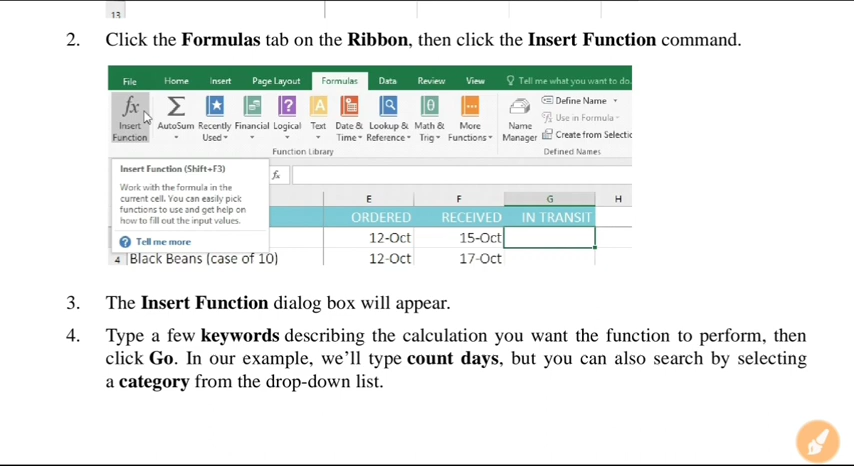 13
2. Click the Formulas tab on the Ribbon, then click the Insert Function command.
File Home Insert Page Layout Formulas Data Review View Tell me what you want to do.
fx Σ Define Name
Use in Formula
Insert Function AutoSum Recently Used Financial Logical Text Date & Time Lookup & Reference Math & Trig More Functions Name Manager Create from Selectio
Function Library Defined Names
Insert Function (Shift+F3)
Work with the formula in the
current cell. You can easily pick
functions to use and get help on
how to fill out the input values.
Tell me more
fx
E F G H
ORDERED RECEIVED IN TRANSIT
12-Oct 15-Oct
4 Black Beans (case of 10) 12-Oct 17-Oct
3. The Insert Function dialog box will appear.
4. Type a few keywords describing the calculation you want the function to perform, then
click Go. In our example, we’ll type count days, but you can also search by selecting
a category from the drop-down list.